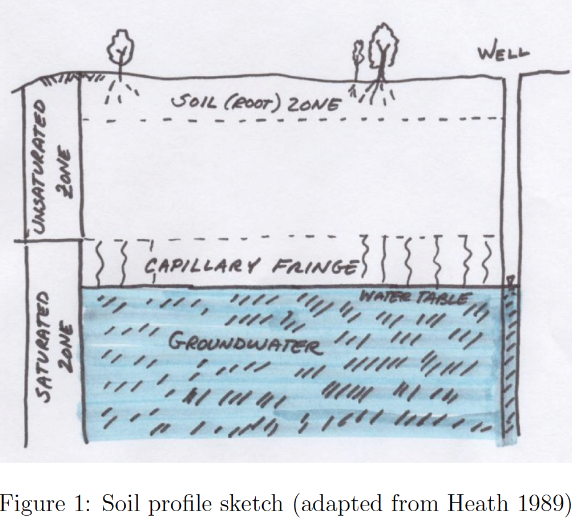 WELL
SOIL (ROOT) ZONE
UNSATURATED
ZONE
CAPILLARY FRINGE
WATER TABLE
GROUNDWATER
SATURATED
ZONE
Figure 1: Soil profile sketch (adapted from Heath 1989)